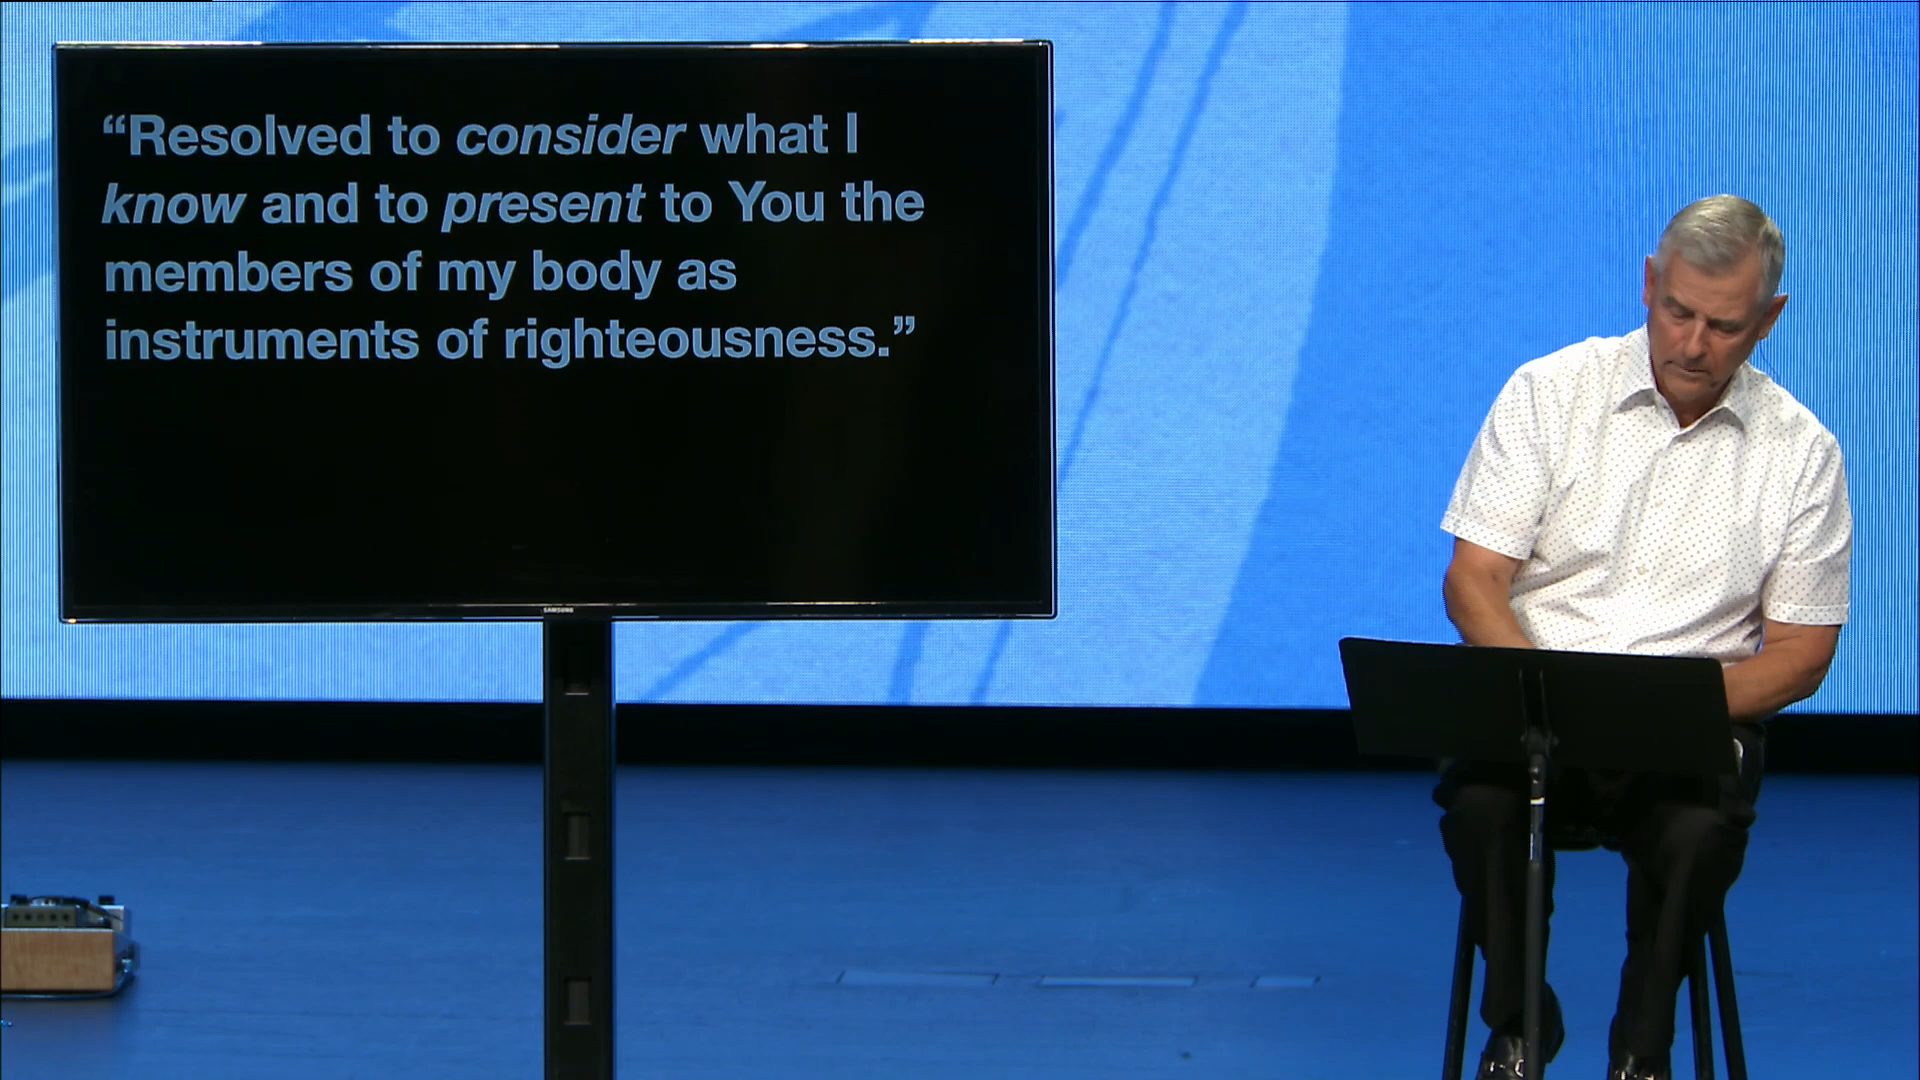 “Resolved to consider what I
know and to present to You the
members of my body as
instruments of righteousness.”
SAMSUNG